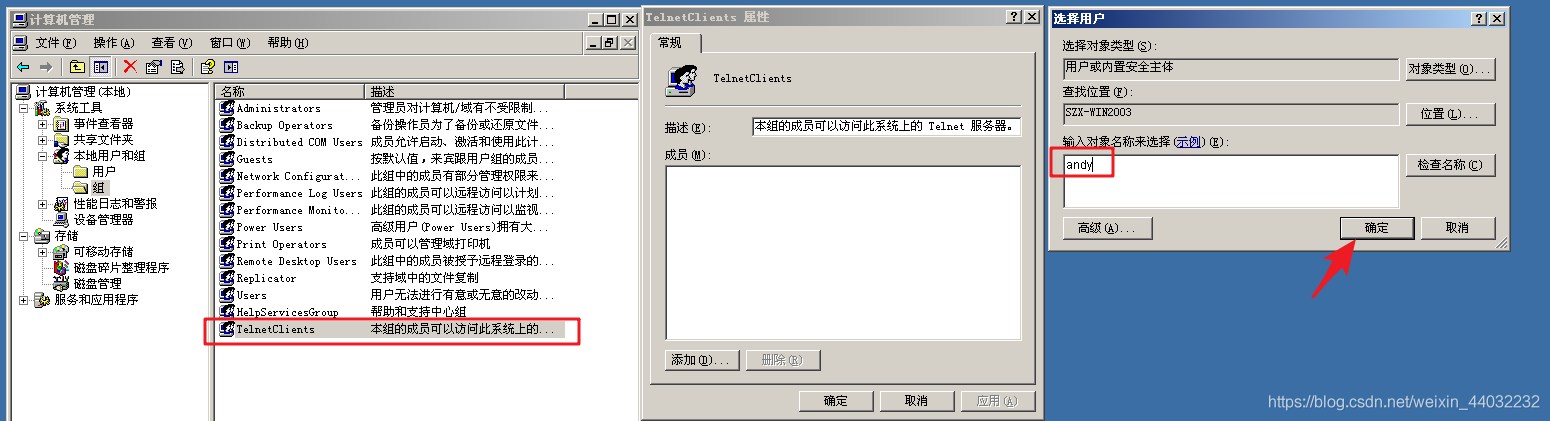 计算机管理
文件(F) 操作(A) 查看(V) 窗口(W) 帮助(H)
计算机管理(本地)
系统工具
事件查看器
共享文件夹
本地用户和组
用户
组
性能日志和警报
设备管理器
存储
可移动存储
磁盘碎片整理程序
磁盘管理
服务和应用程序
名称 描述
Administrators 管理员对计算机/域有不受限制...
Backup Operators 备份操作员为了备份或还原文件...
Distributed COM Users 成员允许启动、激活和使用此计...
Guests 按默认值，来宾跟用户组的成员...
Network Configurat... 此组中的成员有部分管理权限来...
Performance Log Users 此组的成员可以远程访问以计划...
Performance Monito... 此组的成员可以远程访问以监视...
Power Users 高级用户(Power Users)拥有大...
Print Operators 成员可以管理域打印机
Remote Desktop Users 此组中的成员被授予远程登录的...
Replicator 支持域中的文件复制
Users 用户无法进行有意或无意的改动...
HelpServicesGroup 帮助和支持中心组
TelnetClients 本组的成员可以访问此系统上的...
TelnetClients 属性
常规
TelnetClients
描述(E): 本组的成员可以访问此系统上的 Telnet 服务器。
成员(M):
添加(D)... 删除(R)
确定 取消 应用(A)
选择用户
选择对象类型(S):
用户或内置安全主体 对象类型(O)...
查找位置(F):
SZX-WIN2003 位置(L)...
输入对象名称来选择(示例)(E):
andy 检查名称(C)
高级(A)... 确定 取消
https://blog.csdn.net/weixin_44032232